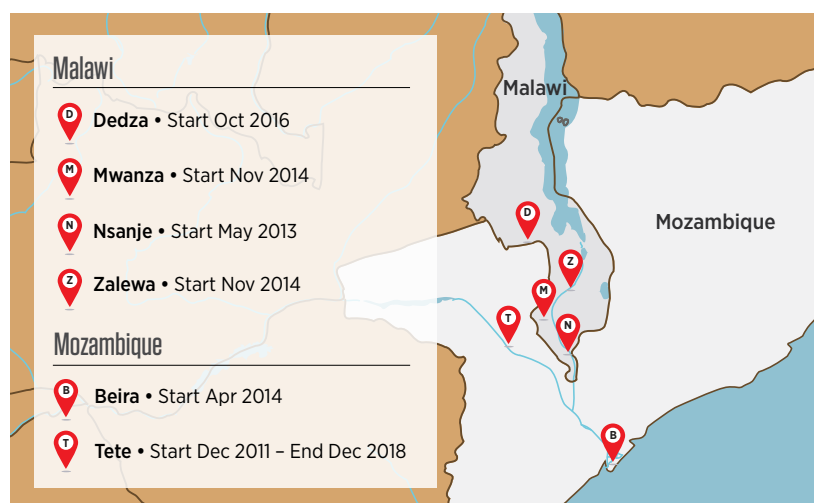 Malawi
D Dedza • Start Oct 2016
M Mwanza • Start Nov 2014
N Nsanje • Start May 2013
Z Zalewa • Start Nov 2014
Mozambique
B Beira • Start Apr 2014
T Tete • Start Dec 2011 – End Dec 2018
Malawi
Mozambique
D
Z
M
T
N
B